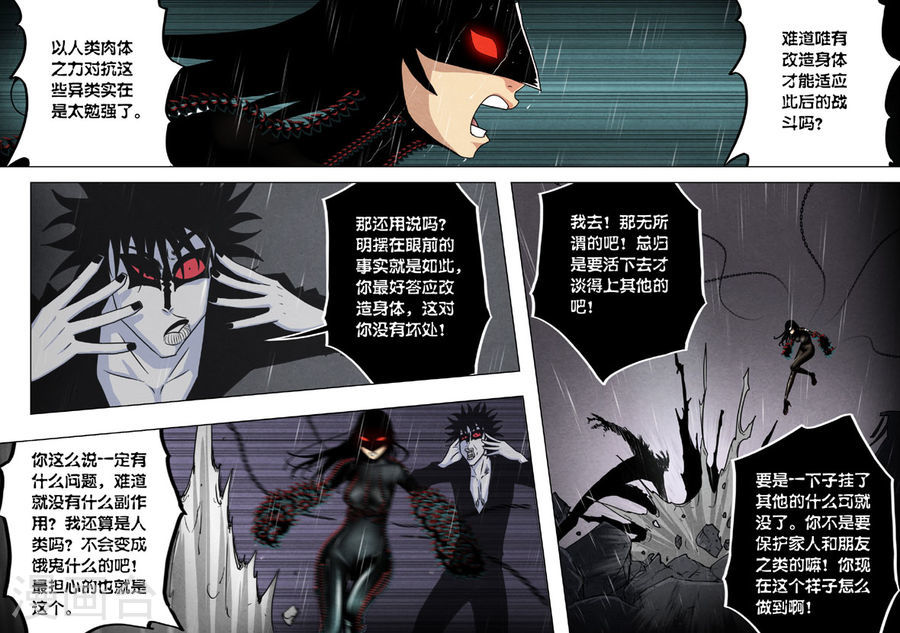 以人类肉体
之力对抗这
些异类实在
是太勉强了。
难道唯有
改造身体
才能适应
此后的战
斗吗？
那还用说吗？
明摆在眼前的
事实就是如此，
你最好答应改
造身体，这对
你没有坏处！
我去！那无所
谓的吧！总归
是要活下去才
谈得上其他的
吧！
你这么说一定有
什么问题，难道
就没有什么副作
用？我还算是人
类吗？不会变成
饿鬼什么的吧！
最担心的也就是
这个。
要是一下子挂了
其他的什么可就
没了。你不是要
保护家人和朋友
之类的嘛！你现
在这个样子怎么
做到啊！
漫画台